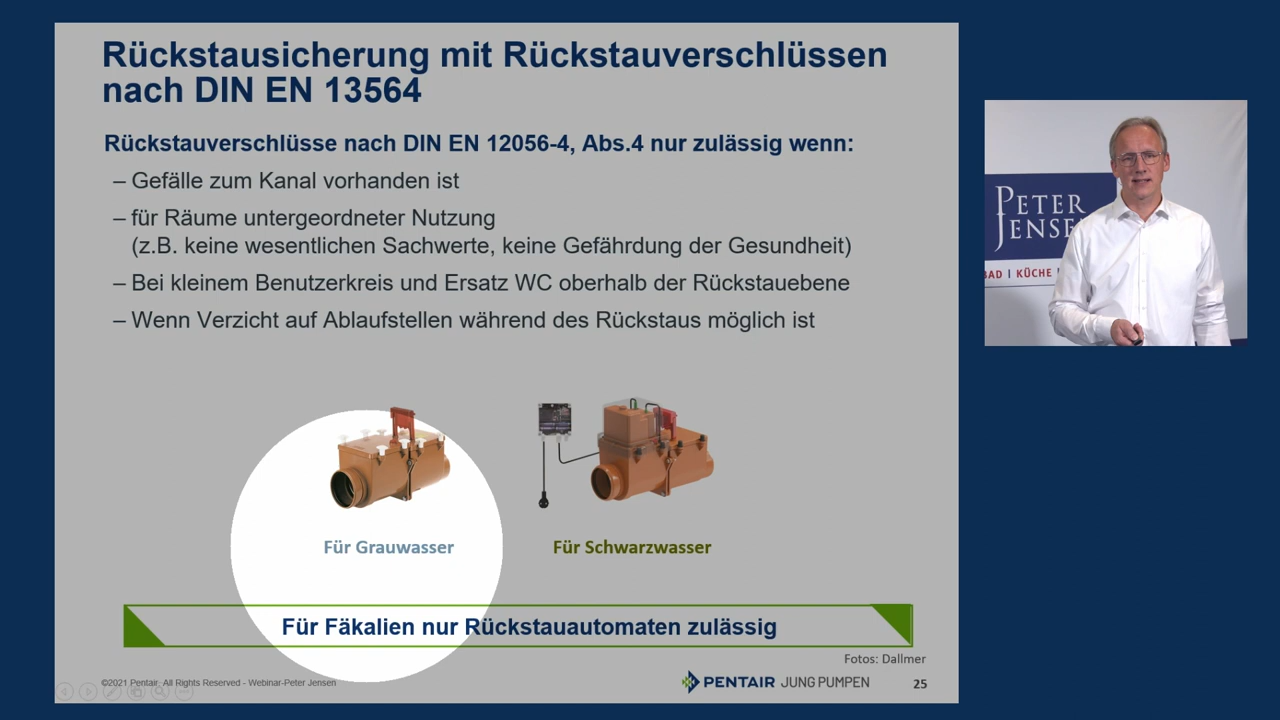 Rückstausicherung mit Rückstauverschlüssen
nach DIN EN 13564
Rückstauverschlüsse nach DIN EN 12056-4, Abs.4 nur zulässig wenn:
– Gefälle zum Kanal vorhanden ist
– für Räume untergeordneter Nutzung
(z.B. keine wesentlichen Sachwerte, keine Gefährdung der Gesundheit)
– Bei kleinem Benutzerkreis und Ersatz WC oberhalb der Rückstauebene
– Wenn Verzicht auf Ablaufstellen während des Rückstaus möglich ist
Für Grauwasser
Für Schwarzwasser
Für Fäkalien nur Rückstauautomaten zulässig
Fotos: Dallmer
©2021 Pentair. All Rights Reserved - Webinar-Peter Jensen
PENTAIR JUNG PUMPEN
25
PETER
JENSE
BAD | KÜCHE |